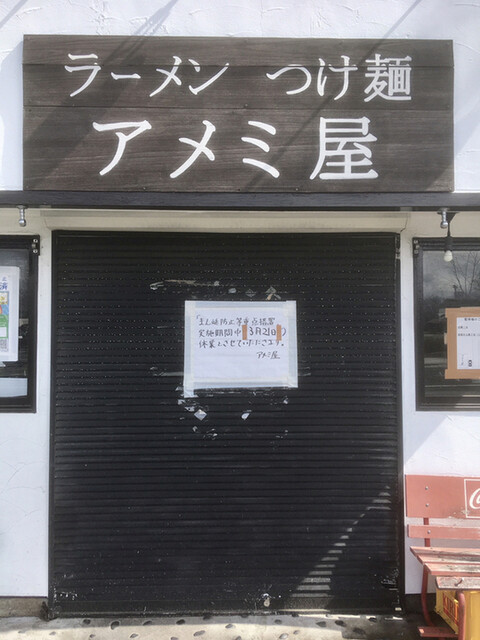 ラーメン つけ麺
アメミ屋
「まん延防止等重点措置
実施期間中(3月21日)
休業とさせていただきます。
アメミ屋